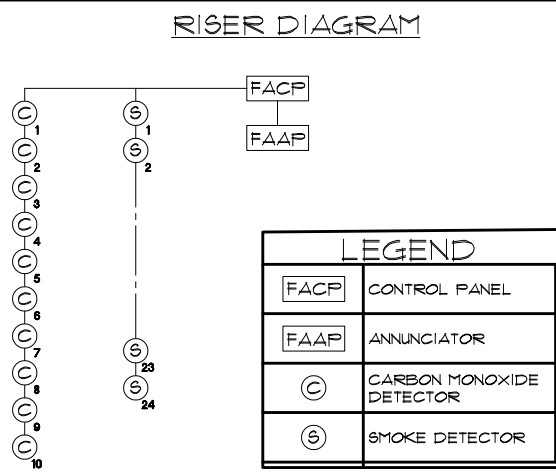 RISER DIAGRAM
FACP
FAAP
C 1
C 2
C 3
C 4
C 5
C 6
C 7
C 8
C 9
C 10
S 1
S 2
S 23
S 24
LEGEND
FACP CONTROL PANEL
FAAP ANNUNCIATOR
C CARBON MONOXIDE
DETECTOR
S SMOKE DETECTOR